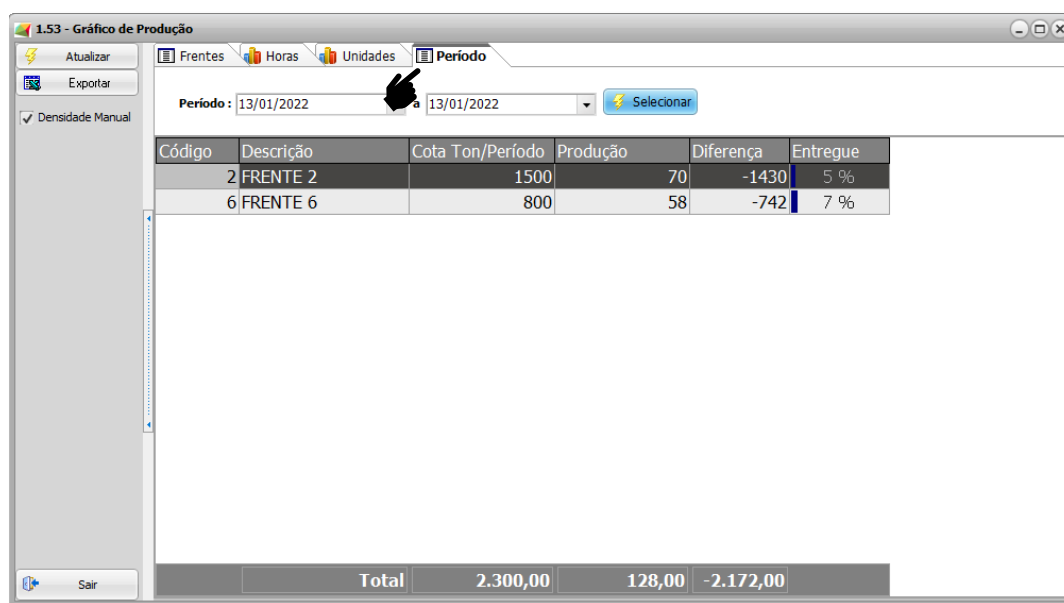 1.53 - Gráfico de Produção
Atualizar
Exportar
Densidade Manual
Frentes Horas Unidades Período
Período : 13/01/2022 a 13/01/2022 Selecionar
Código Descrição Cota Ton/Período Produção Diferença Entregue
2 FRENTE 2 1500 70 -1430 5 %
6 FRENTE 6 800 58 -742 7 %
Sair
Total 2.300,00 128,00 -2.172,00